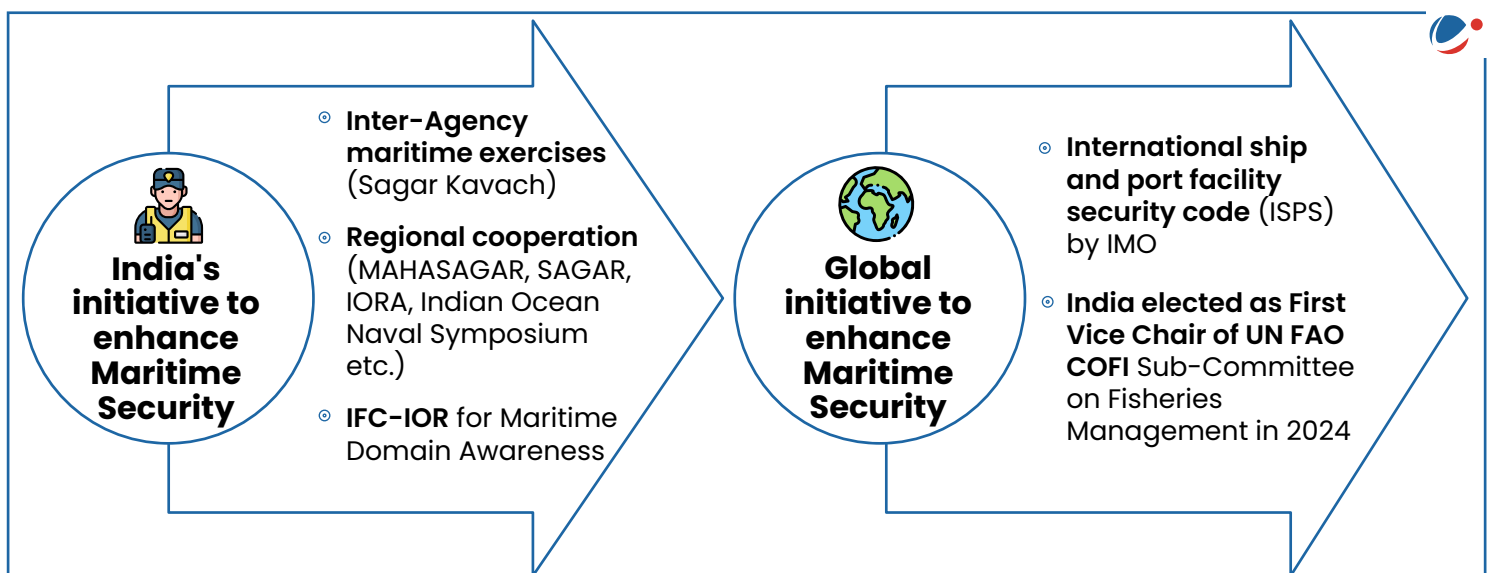 India's
initiative to
enhance
Maritime
Security
Inter-Agency
maritime exercises
(Sagar Kavach)
Regional cooperation
(MAHASAGAR, SAGAR,
IORA, Indian Ocean
Naval Symposium
etc.)
IFC-IOR for Maritime
Domain Awareness
Global
initiative to
enhance
Maritime
Security
International ship
and port facility
security code (ISPS)
by IMO
India elected as First
Vice Chair of UN FAO
COFI Sub-Committee
on Fisheries
Management in 2024